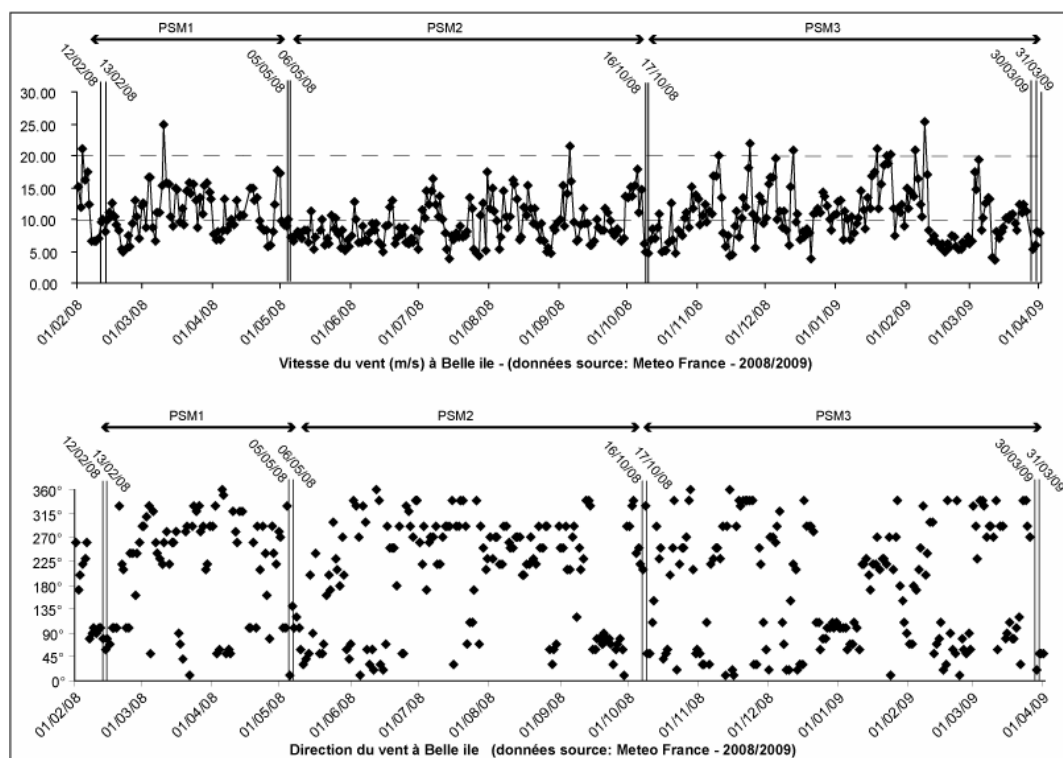 PSM1 PSM2 PSM3
12/02/08 13/02/08 05/05/08 06/05/08 16/10/08 17/10/08 30/03/09 31/03/09
30.00
25.00
20.00
15.00
10.00
5.00
0.00
01/02/08 01/03/08 01/04/08 01/05/08 01/06/08 01/07/08 01/08/08 01/09/08 01/10/08 01/11/08 01/12/08 01/01/09 01/02/09 01/03/09 01/04/09
Vitesse du vent (m/s) à Belle ile - (données source: Meteo France - 2008/2009)
PSM1 PSM2 PSM3
12/02/08 13/02/08 05/05/08 06/05/08 16/10/08 17/10/08 30/03/09 31/03/09
360°
315°
270°
225°
180°
135°
90°
45°
0°
01/02/08 01/03/08 01/04/08 01/05/08 01/06/08 01/07/08 01/08/08 01/09/08 01/10/08 01/11/08 01/12/08 01/01/09 01/02/09 01/03/09 01/04/09
Direction du vent à Belle ile (données source: Meteo France - 2008/2009)